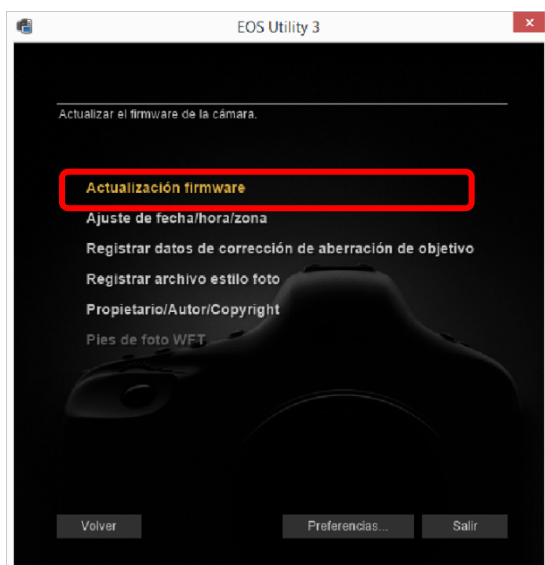 EOS Utility 3
x
Actualizar el firmware de la cámara.
Actualización firmware
Ajuste de fecha/hora/zona
Registrar datos de corrección de aberración de objetivo
Registrar archivo estilo foto
Propietario/Autor/Copyright
Pies de foto WFT
Volver
Preferencias...
Salir